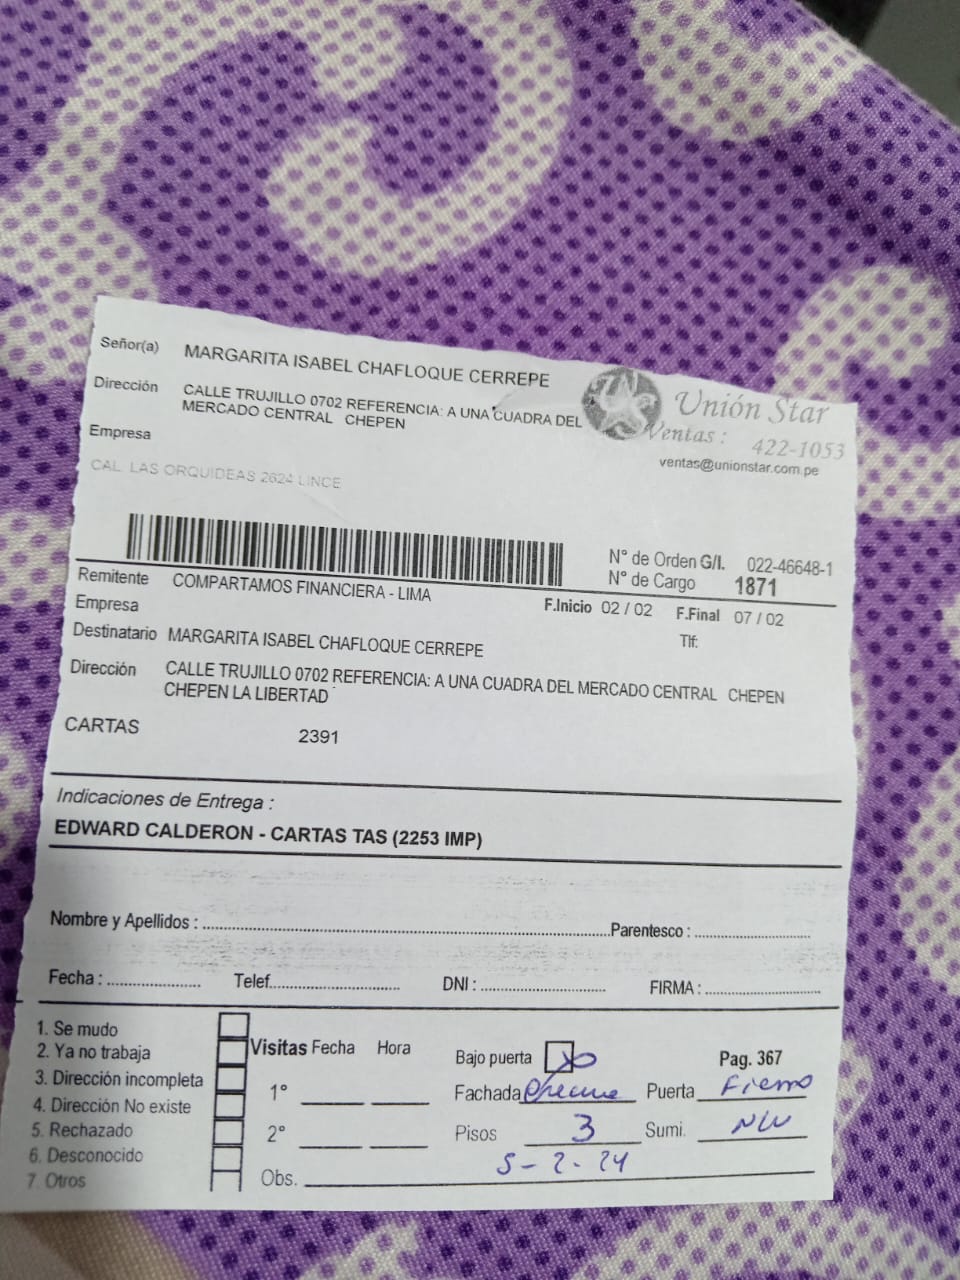 Señor(a) MARGARITA ISABEL CHAFLOQUE CERREPE
Dirección CALLE TRUJILLO 0702 REFERENCIA: A UNA CUADRA DEL
MERCADO CENTRAL CHEPEN
Empresa
CAL. LAS ORQUIDEAS 2624 LINCE
Unión Star
Ventas : 422-1053
ventas@unionstar.com.pe
N° de Orden G/I. 022-46648-1
N° de Cargo 1871
Remitente COMPARTAMOS FINANCIERA - LIMA
F.Inicio 02 / 02 F.Final 07 / 02
Empresa
Tlf:
Destinatario MARGARITA ISABEL CHAFLOQUE CERREPE
Dirección CALLE TRUJILLO 0702 REFERENCIA: A UNA CUADRA DEL MERCADO CENTRAL CHEPEN
CHEPEN LA LIBERTAD
CARTAS 2391
Indicaciones de Entrega :
EDWARD CALDERON - CARTAS TAS (2253 IMP)
Nombre y Apellidos : Parentesco :
Fecha : Telef. DNI : FIRMA :
1. Se mudo
2. Ya no trabaja
3. Dirección incompleta
4. Dirección No existe
5. Rechazado
6. Desconocido
7. Otros
Visitas Fecha Hora
1°
2°
Obs.
Bajo puerta Pag. 367
Fachada Puerta Fierro
Pisos 3 Sumi.
5-2-24